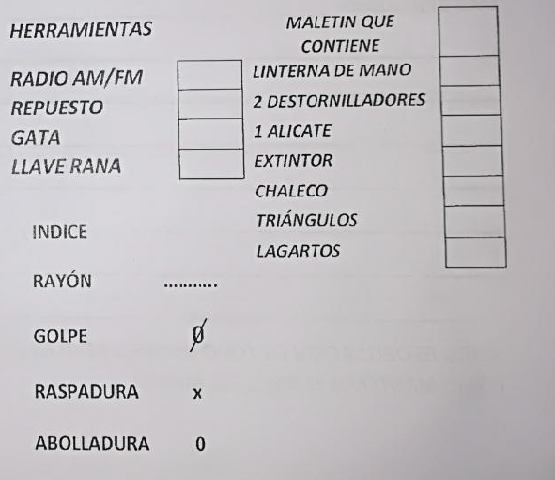 HERRAMIENTAS
RADIO AM/FM
REPUESTO
GATA
LLAVE RANA
MALETIN QUE
CONTIENE
LINTERNA DE MANO
2 DESTORNILLADORES
1 ALICATE
EXTINTOR
CHALECO
TRIÁNGULOS
LAGARTOS
INDICE
RAYÓN ...........
GOLPE Ø
RASPADURA x
ABOLLADURA 0